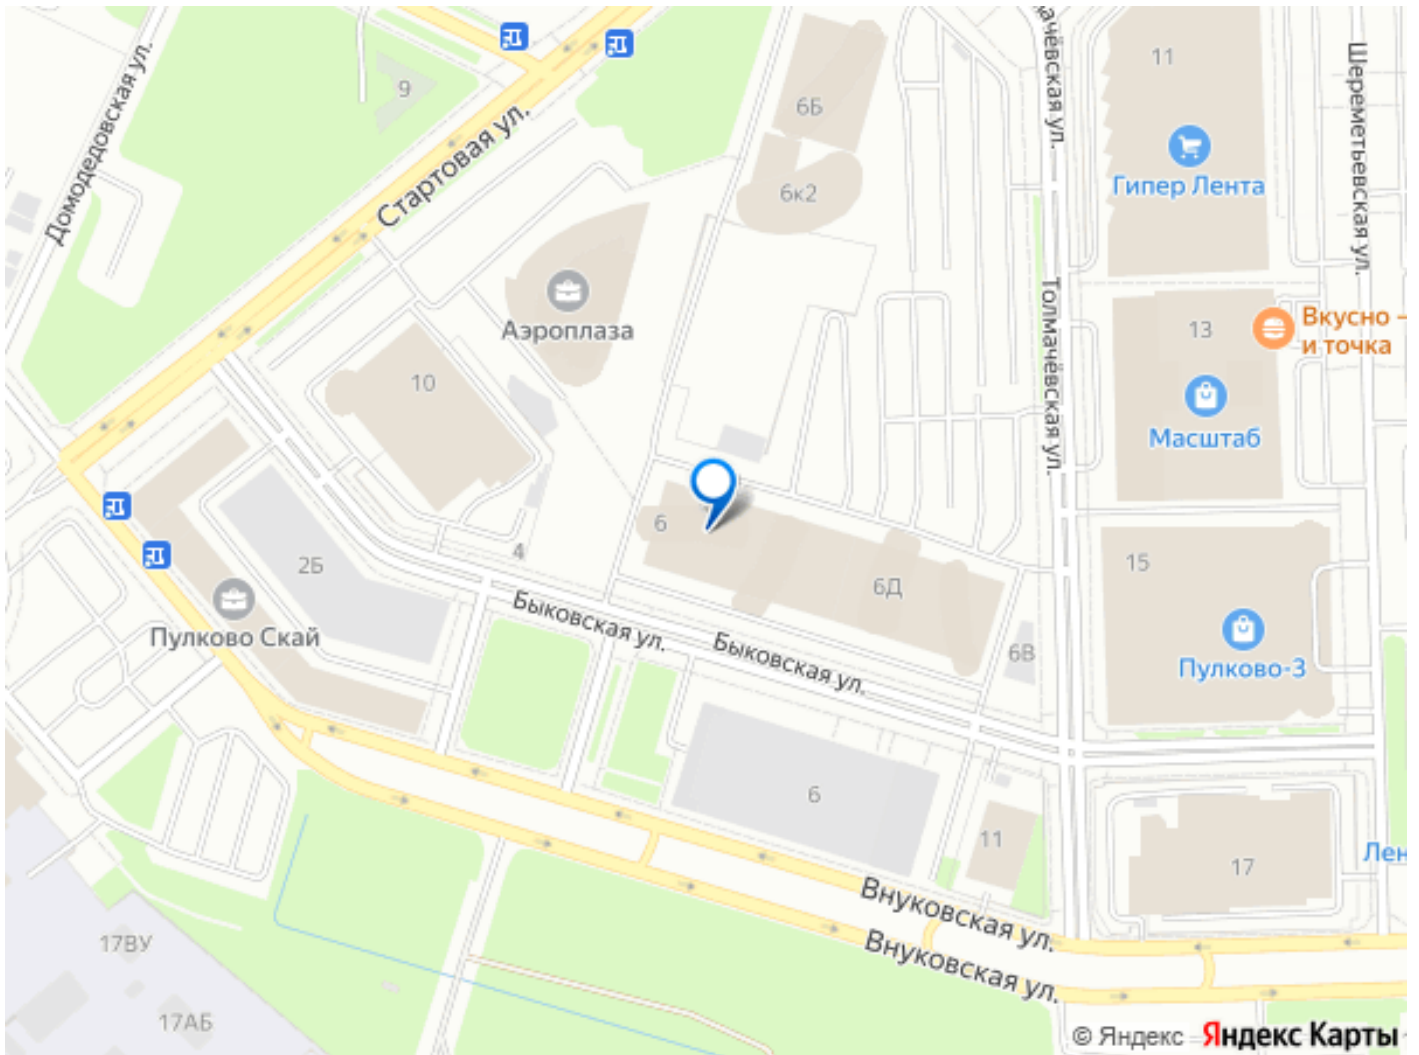 9
Домодедовская ул.
Стартовая ул.
6Б
6к2
11
Гипер Лента
Шереметьевская ул.
Аэроплаза
10
Толмачёвская ул.
13
Вкусно –
и точка
Масштаб
6
4
2Б
6Д
15
Быковская ул.
Быковская ул.
Пулково Скай
6В
Пулково-3
6
11
17
Внуковская ул.
Внуковская ул.
17ВУ
17АБ
© Яндекс
Яндекс Карты